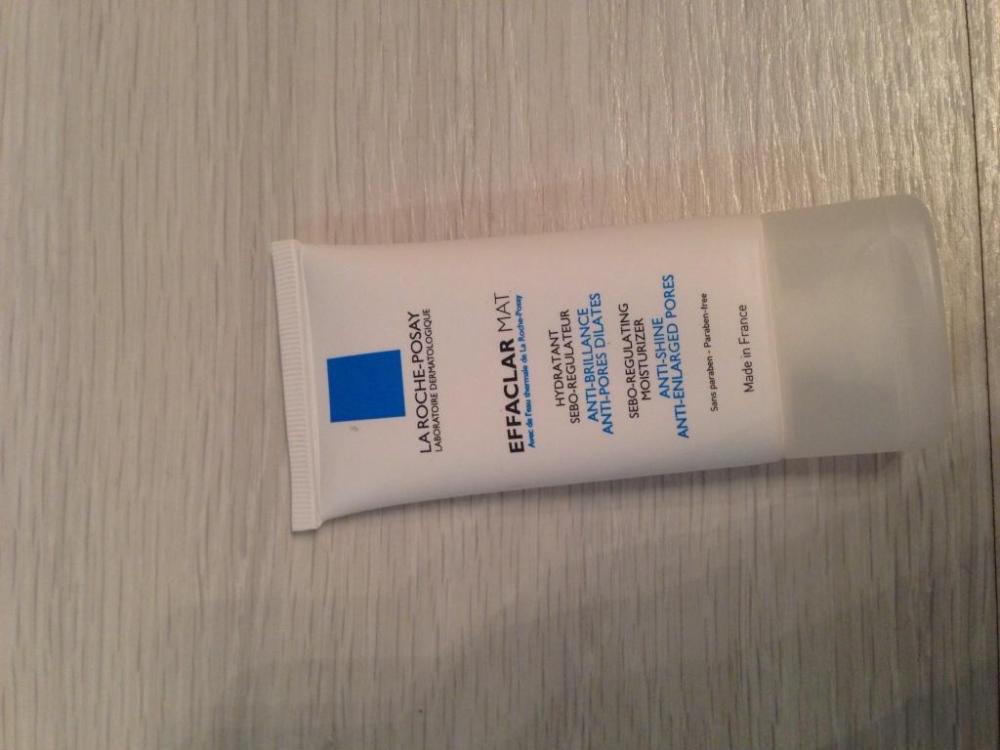 LA ROCHE-POSAY
LABORATOIRE DERMATOLOGIQUE
EFFACLAR MAT
Avec de l'eau thermale de La Roche-Posay
HYDRATANT
SEBO-REGULATEUR
ANTI-BRILLANCE
ANTI-PORES DILATES
SEBO-REGULATING
MOISTURIZER
ANTI-SHINE
ANTI-ENLARGED PORES
Sans paraben - Paraben-free
Made in France